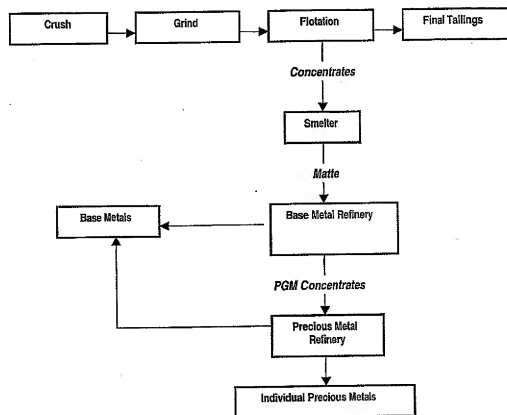 Crush
Grind
Flotation
Final Tailings
Concentrates
Smelter
Matte
Base Metals
Base Metal Refinery
PGM Concentrates
Precious Metal
Refinery
Individual Precious Metals